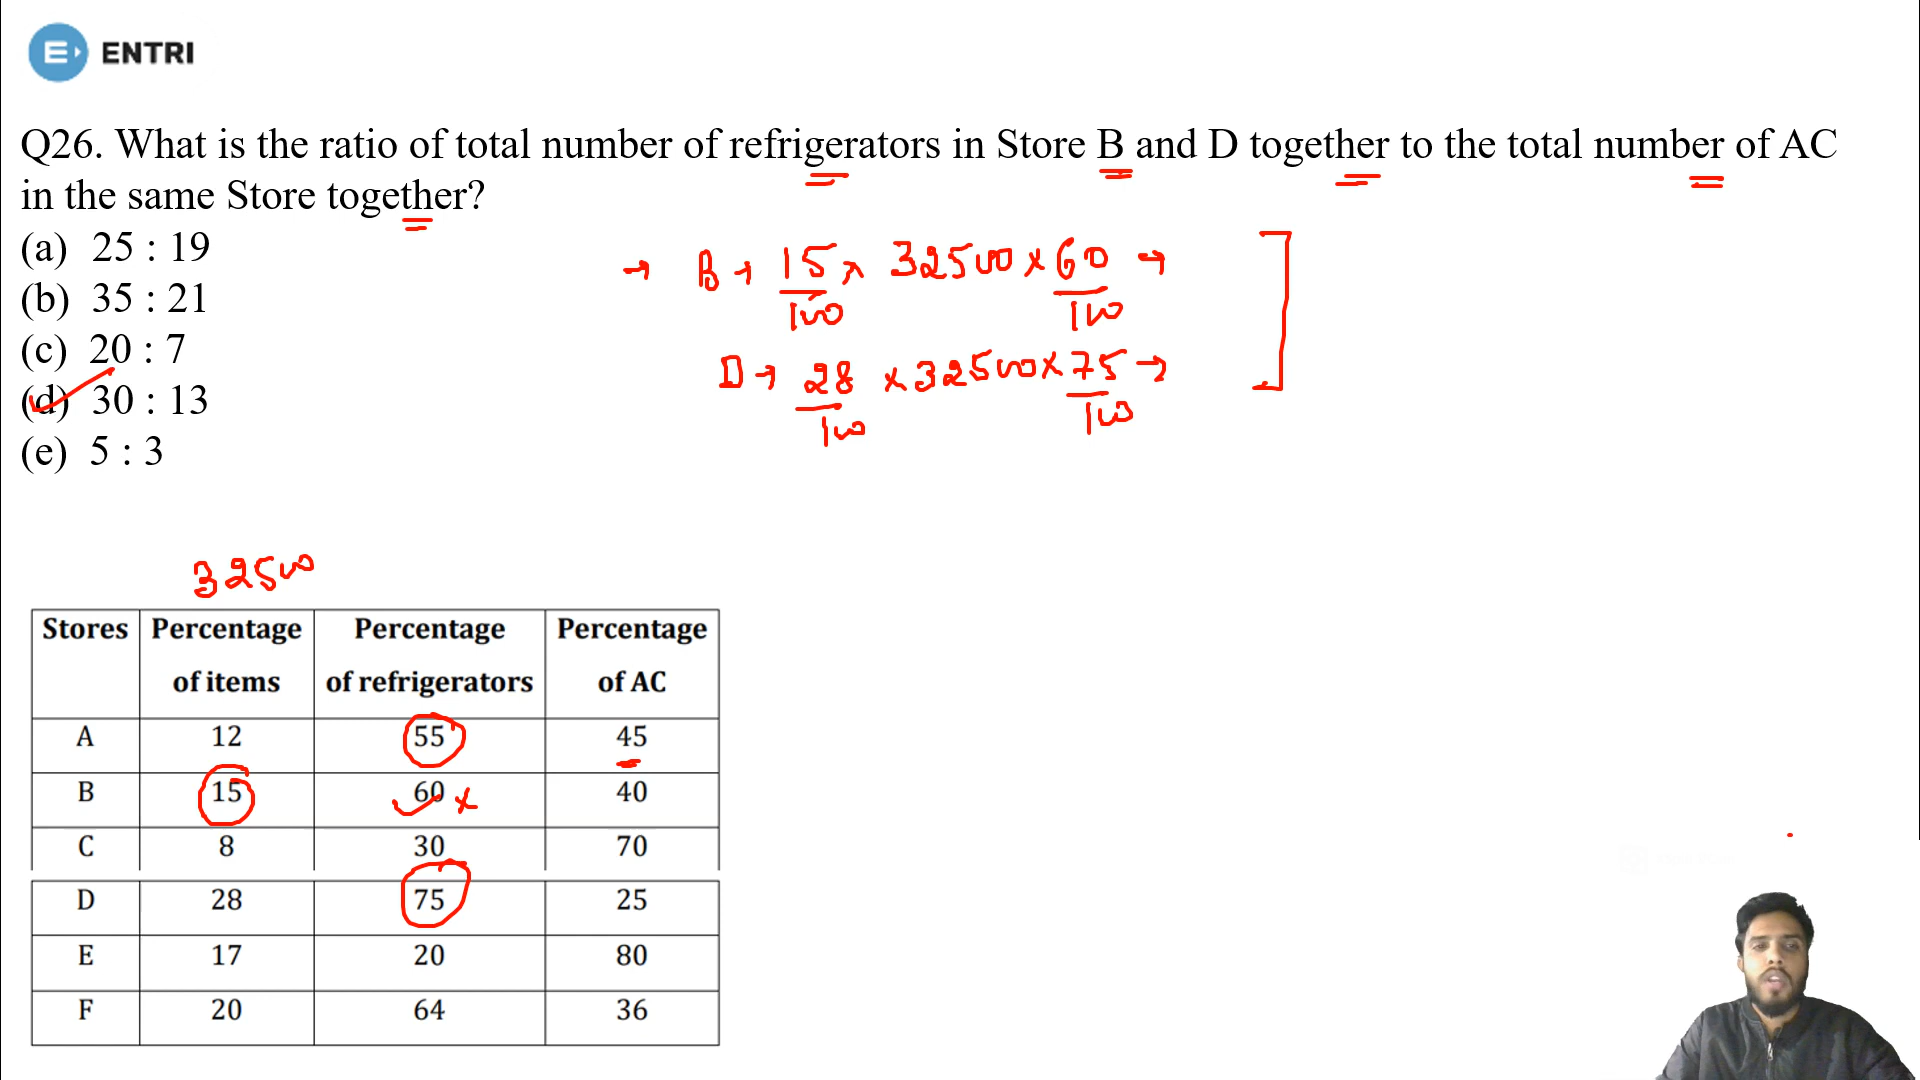 E ENTRI
Q26. What is the ratio of total number of refrigerators in Store B and D together to the total number of AC
in the same Store together?
(a) 25 : 19
(b) 35 : 21
(c) 20 : 7
(d) 30 : 13
(e) 5 : 3
→ B → 15/100 × 32500 × 60/100 →
D → 28/100 × 32500 × 75/100 →
32500
Stores Percentage of items Percentage of refrigerators Percentage of AC
A 12 55 45
B 15 60 × 40
C 8 30 70
D 28 75 25
E 17 20 80
F 20 64 36